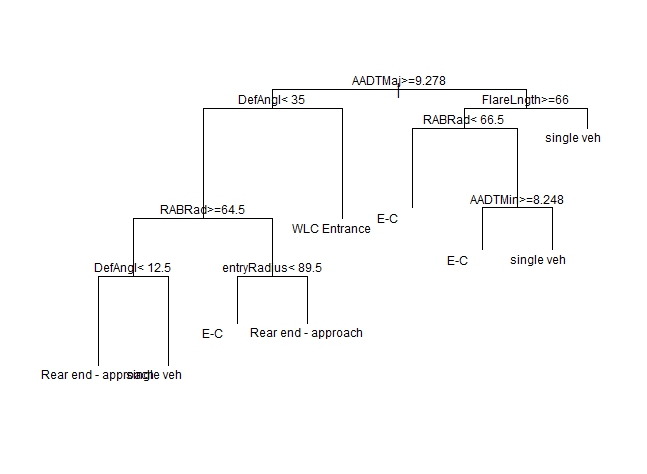 AADTMaj>=9.278
DefAngl< 35
FlareLngth>=66
RABRad< 66.5
single veh
RABRad>=64.5
AADTMin>=8.248
E-C
WLC Entrance
E-C
single veh
DefAngl< 12.5
entryRadius< 89.5
E-C
Rear end - approach
Rear end - approach
single veh